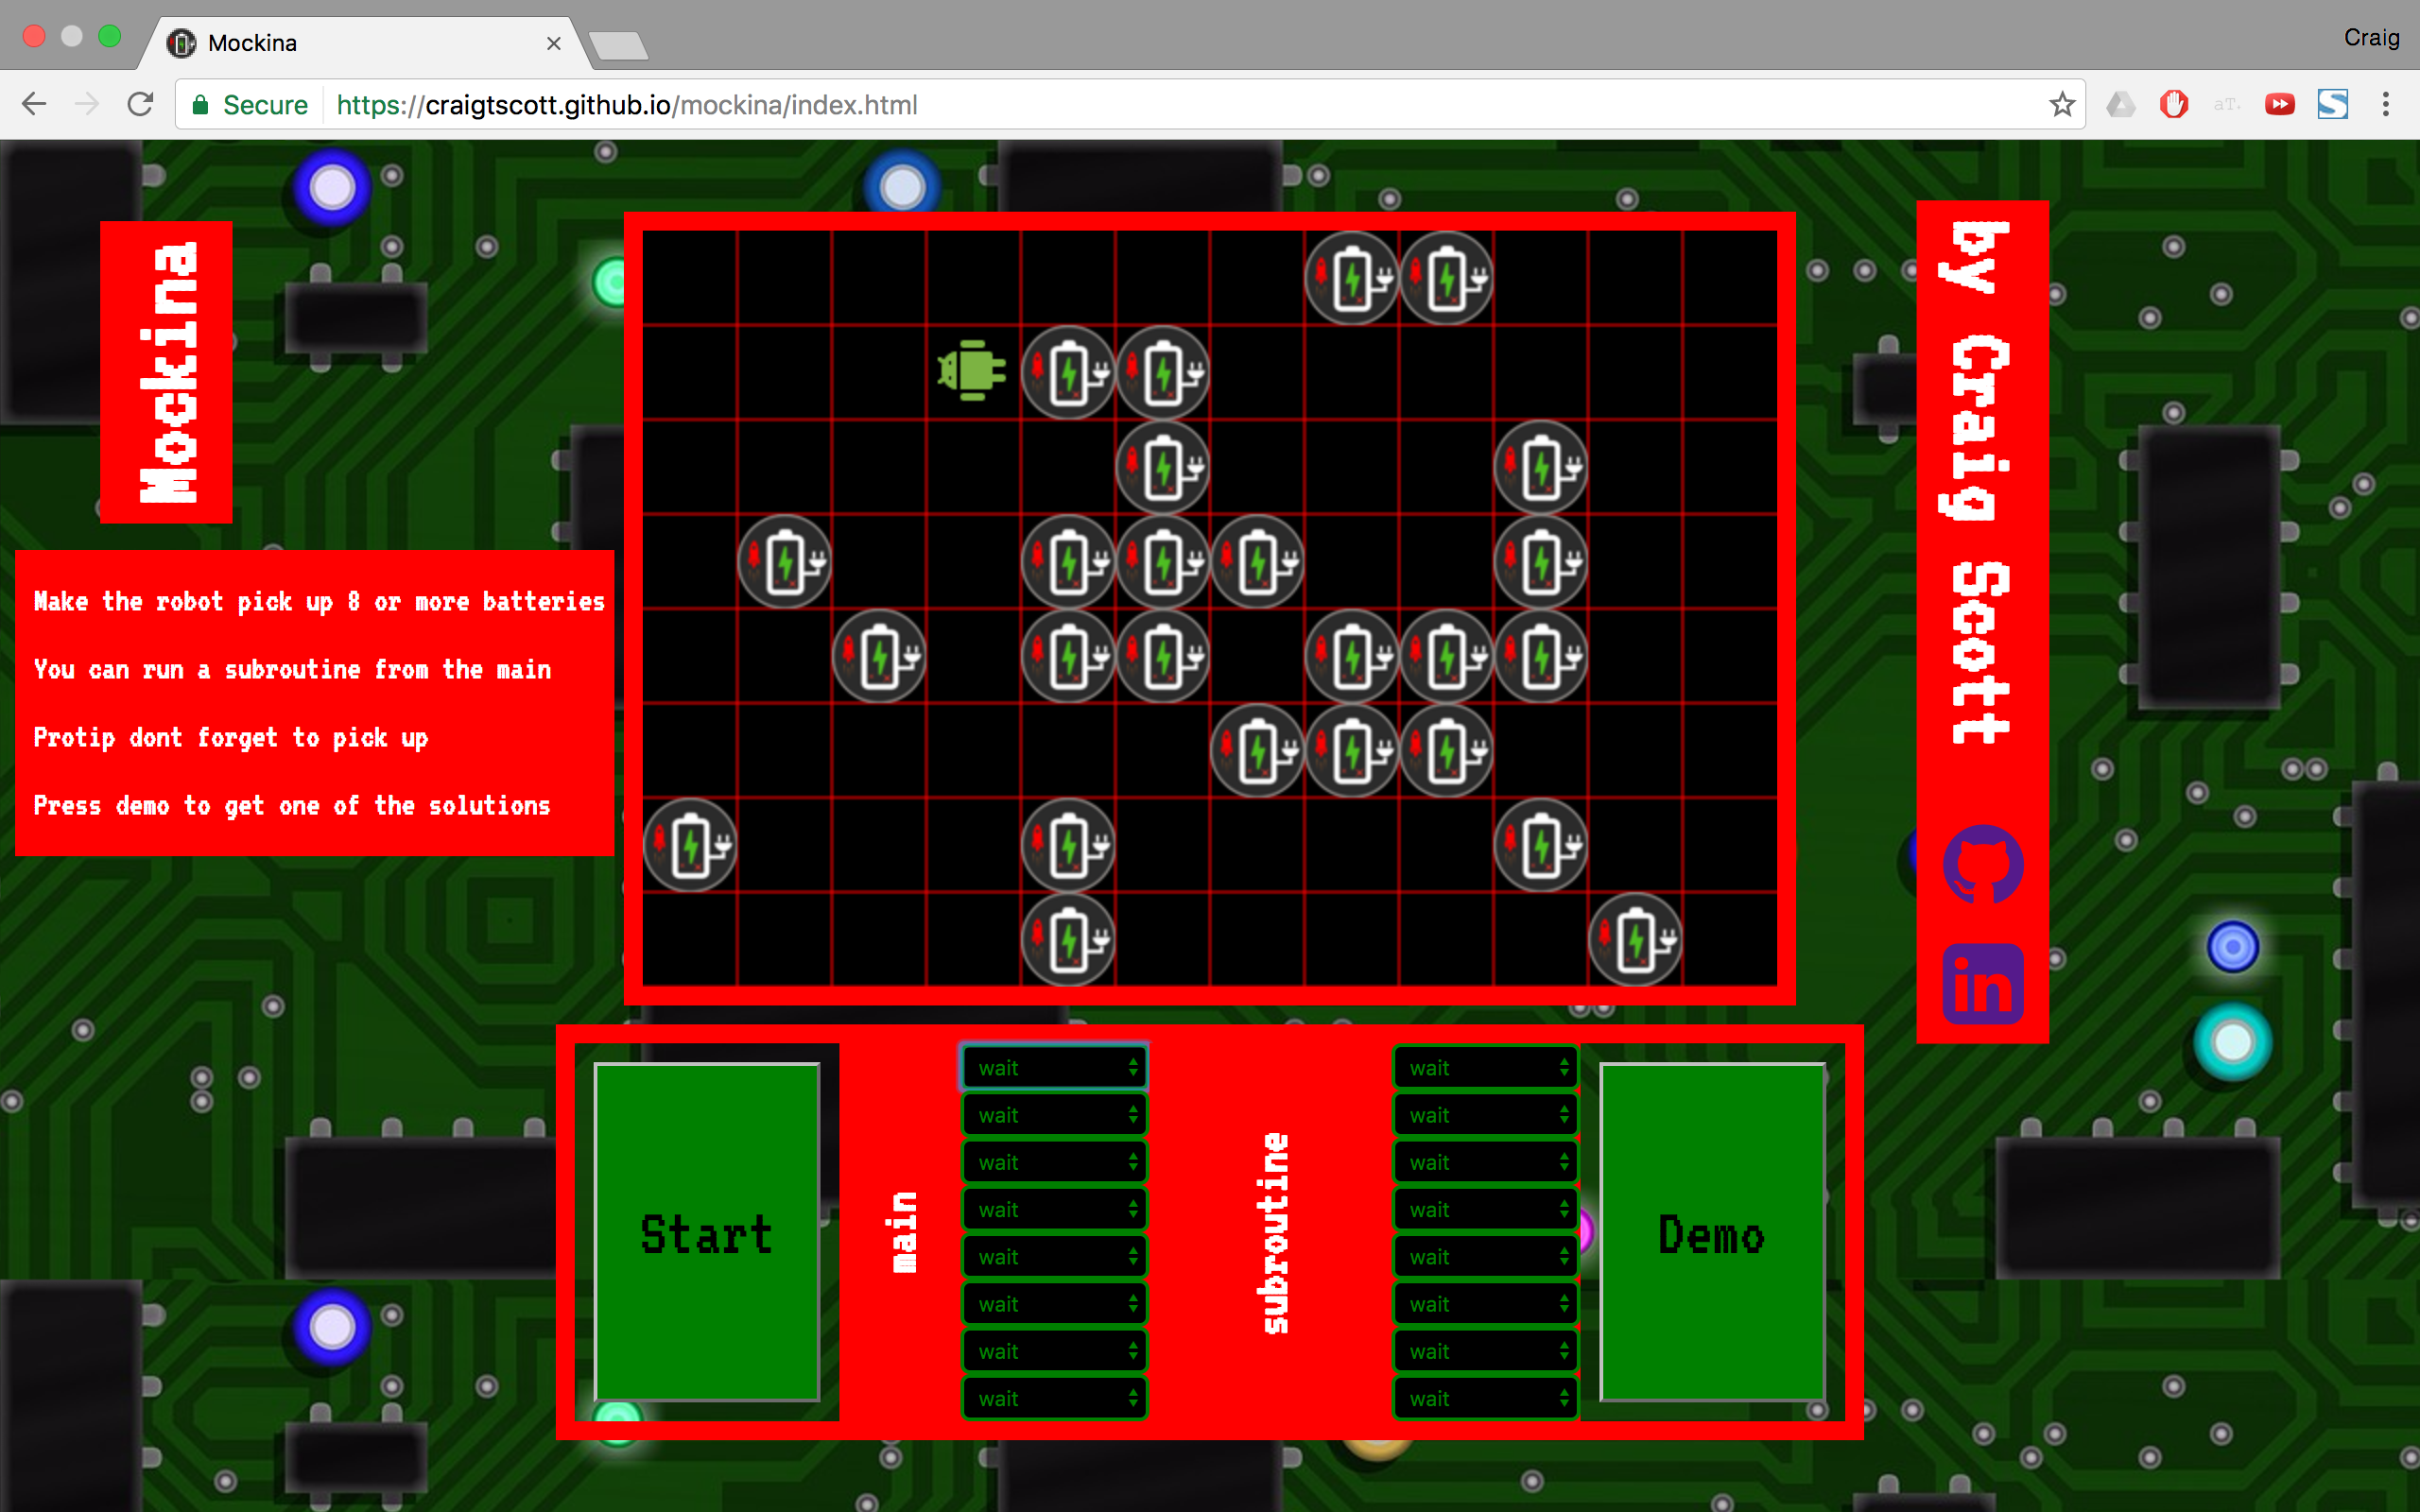 Mockina
Craig
Secure
https://craigtscott.github.io/mockina/index.html
aT.
Mockina
Make the robot pick up 8 or more batteries
You can run a subroutine from the main
Protip dont forget to pick up
Press demo to get one of the solutions
by Craig Scott
in
Start
main
wait
wait
wait
wait
wait
wait
wait
wait
subroutine
wait
wait
wait
wait
wait
wait
wait
wait
Demo